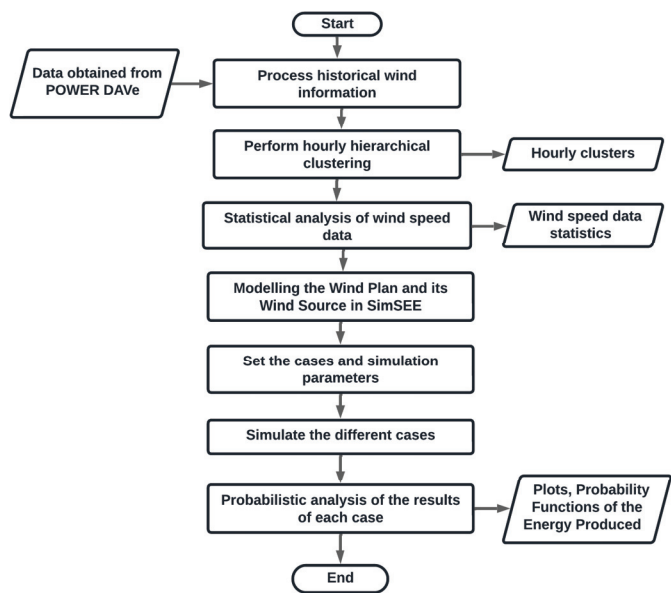 Start
Data obtained from
POWER DAVe
Process historical wind
information
Perform hourly hierarchical
clustering
Hourly clusters
Statistical analysis of wind speed
data
Wind speed data
statistics
Modelling the Wind Plan and its
Wind Source in SimSEE
Set the cases and simulation
parameters
Simulate the different cases
Probabilistic analysis of the results
of each case
Plots, Probability
Functions of the
Energy Produced
End